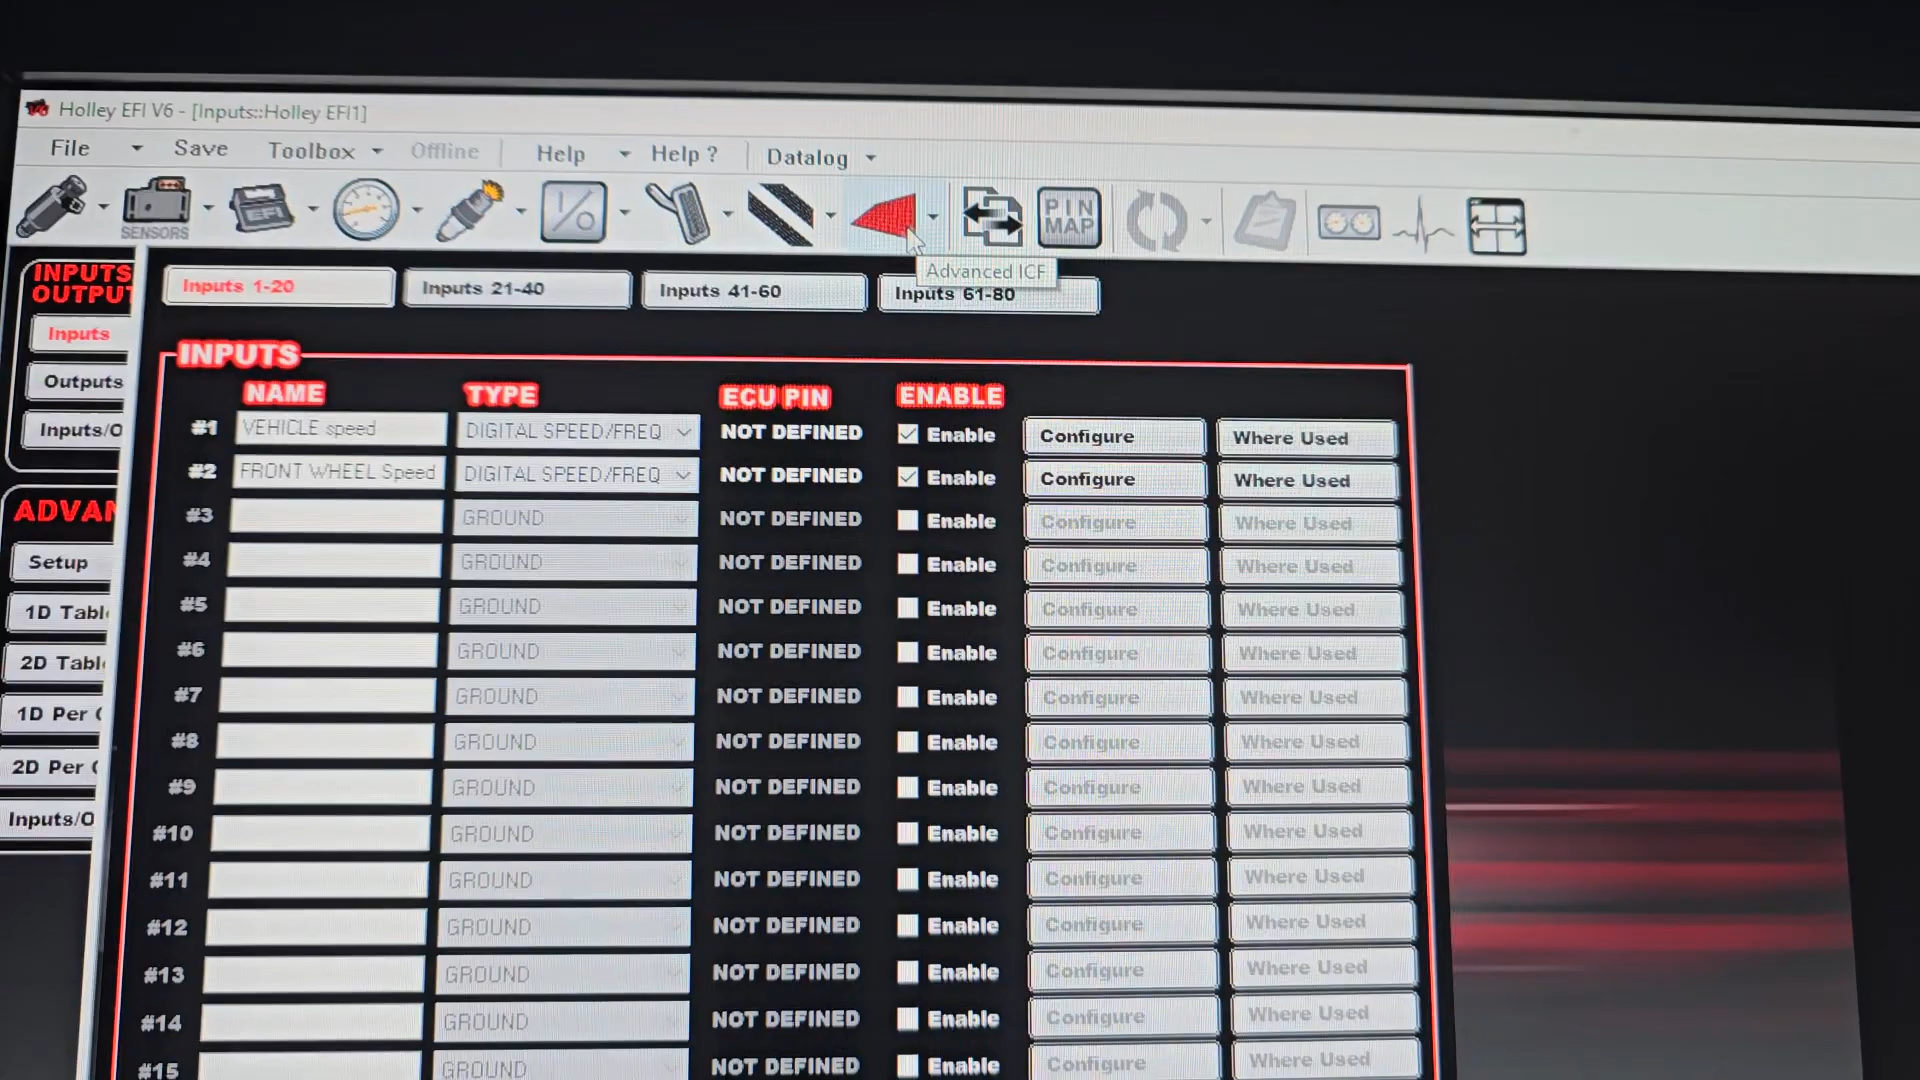 Holley EFI V6 - [Inputs::Holley EFI1]
File Save Toolbox Offline Help Help ? Datalog
SENSORS EFI 1/0 PIN MAP
Advanced ICF
INPUTS
OUTPUT
Inputs
Outputs
Inputs/O
ADVAN
Setup
1D Tabl
2D Tabl
1D Per
2D Per
Inputs/O
Inputs 1-20 Inputs 21-40 Inputs 41-60 Inputs 61-80
INPUTS
NAME TYPE ECU PIN ENABLE
#1 VEHICLE speed DIGITAL SPEED/FREQ NOT DEFINED Enable Configure Where Used
#2 FRONT WHEEL Speed DIGITAL SPEED/FREQ NOT DEFINED Enable Configure Where Used
#3 GROUND NOT DEFINED Enable Configure Where Used
#4 GROUND NOT DEFINED Enable Configure Where Used
#5 GROUND NOT DEFINED Enable Configure Where Used
#6 GROUND NOT DEFINED Enable Configure Where Used
#7 GROUND NOT DEFINED Enable Configure Where Used
#8 GROUND NOT DEFINED Enable Configure Where Used
#9 GROUND NOT DEFINED Enable Configure Where Used
#10 GROUND NOT DEFINED Enable Configure Where Used
#11 GROUND NOT DEFINED Enable Configure Where Used
#12 GROUND NOT DEFINED Enable Configure Where Used
#13 GROUND NOT DEFINED Enable Configure Where Used
#14 GROUND NOT DEFINED Enable Configure Where Used
#15 GROUND NOT DEFINED Enable Configure Where Used